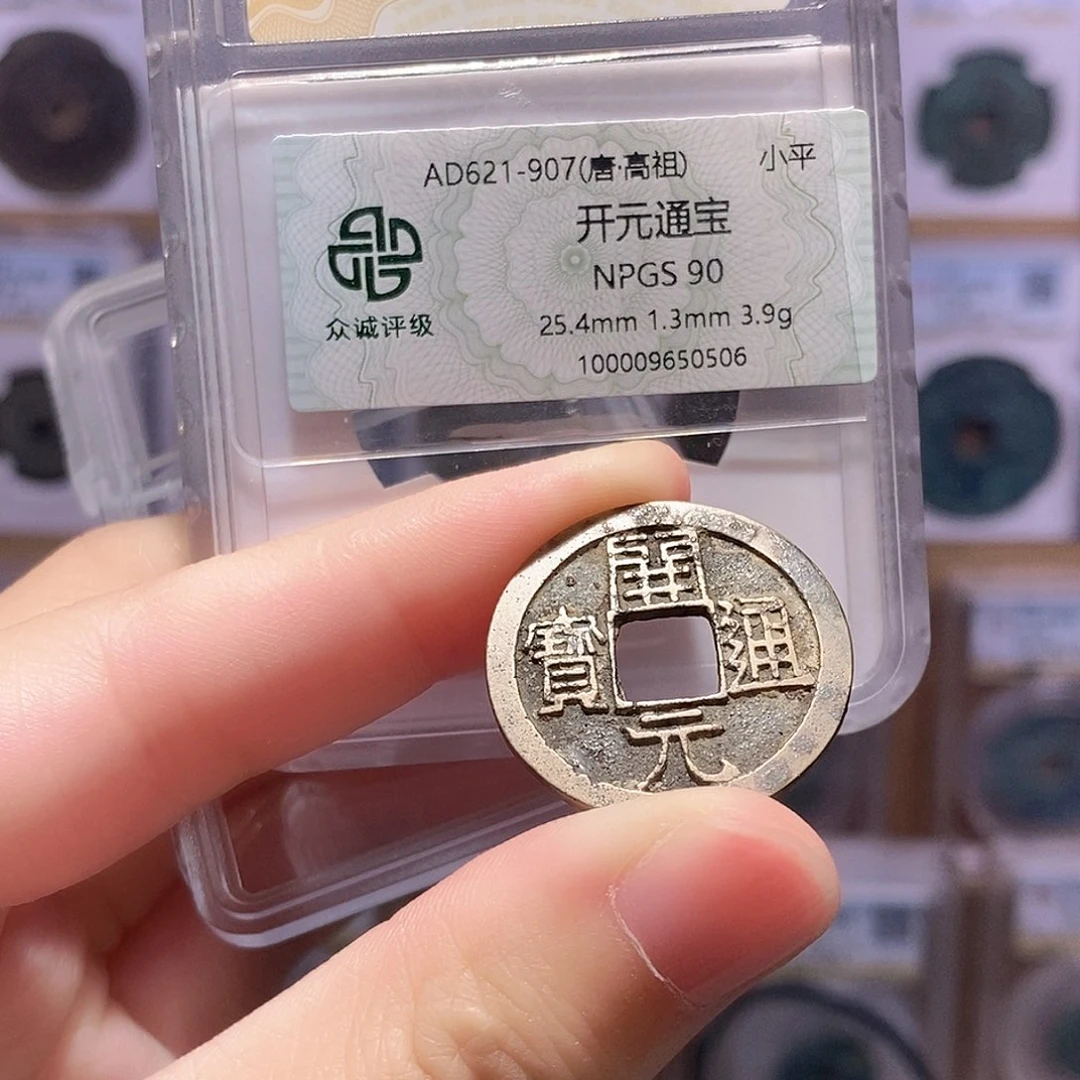 AD621-907(唐·高祖) 小平
开元通宝
NPGS 90
众诚评级
25.4mm 1.3mm 3.9g
100009650506
開
寶 通
元